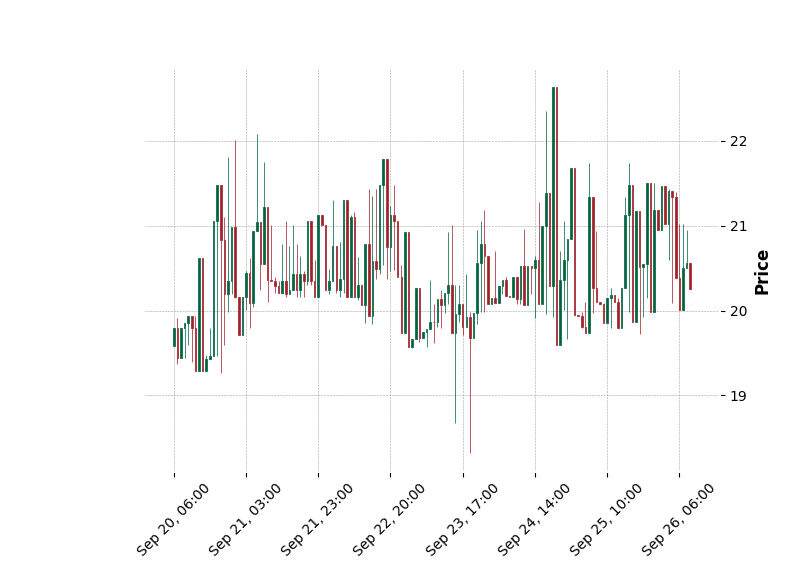 22
21
20
19
Price
Sep 20, 06:00
Sep 21, 03:00
Sep 21, 23:00
Sep 22, 20:00
Sep 23, 17:00
Sep 24, 14:00
Sep 25, 10:00
Sep 26, 06:00